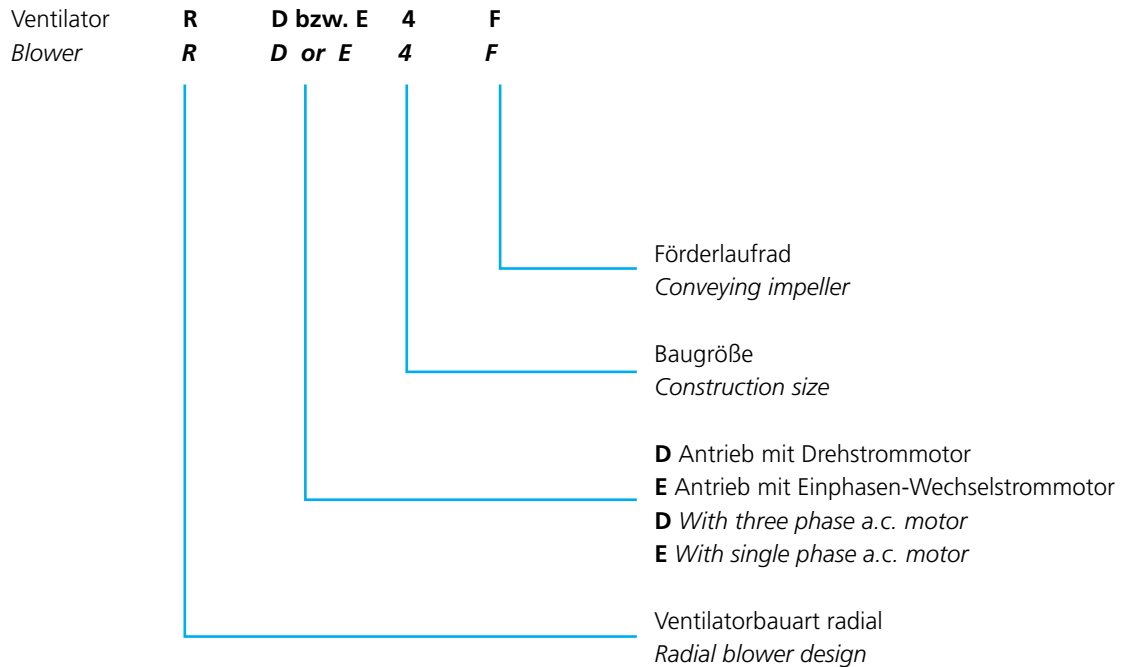 Ventilator R D bzw. E 4 F
Blower R D or E 4 F
Förderlaufrad
Conveying impeller
Baugröße
Construction size
D Antrieb mit Drehstrommotor
E Antrieb mit Einphasen-Wechselstrommotor
D With three phase a.c. motor
E With single phase a.c. motor
Ventilatorbauart radial
Radial blower design